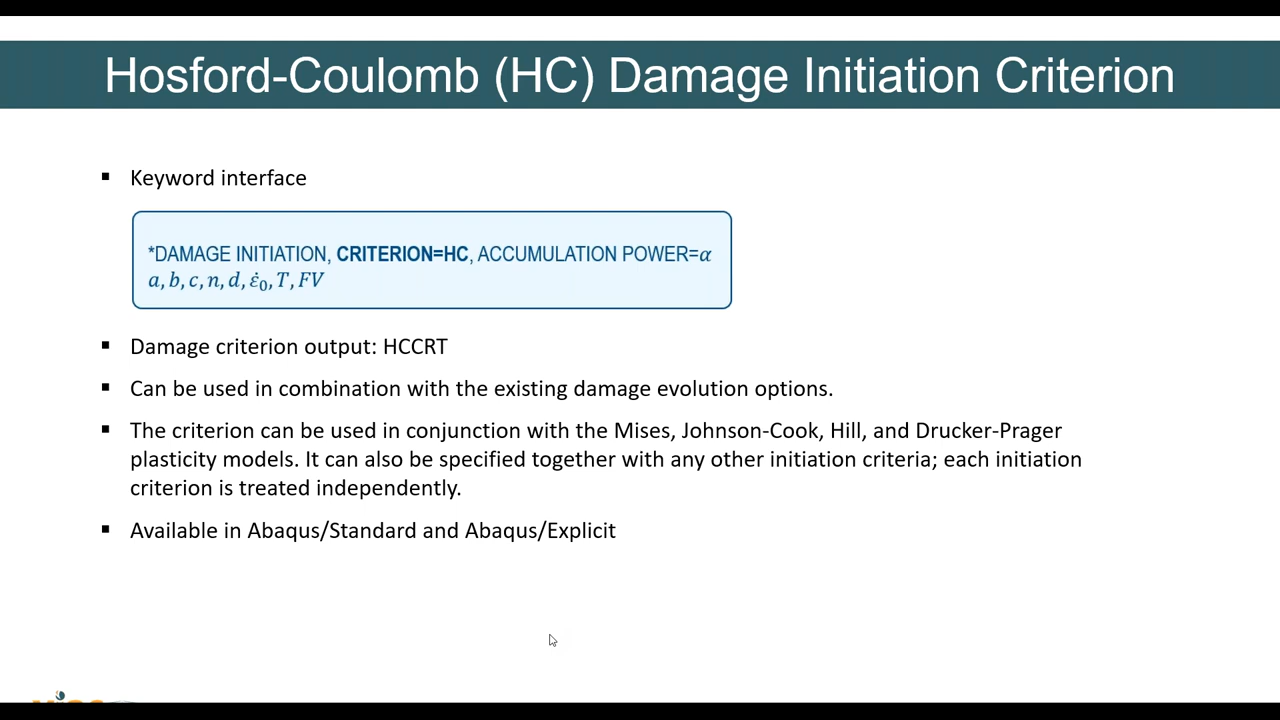 Hosford-Coulomb (HC) Damage Initiation Criterion
▪ Keyword interface
*DAMAGE INITIATION, CRITERION=HC, ACCUMULATION POWER=α
a, b, c, n, d, ε̇₀, T, FV
▪ Damage criterion output: HCCRT
▪ Can be used in combination with the existing damage evolution options.
▪ The criterion can be used in conjunction with the Mises, Johnson-Cook, Hill, and Drucker-Prager
plasticity models. It can also be specified together with any other initiation criteria; each initiation
criterion is treated independently.
▪ Available in Abaqus/Standard and Abaqus/Explicit